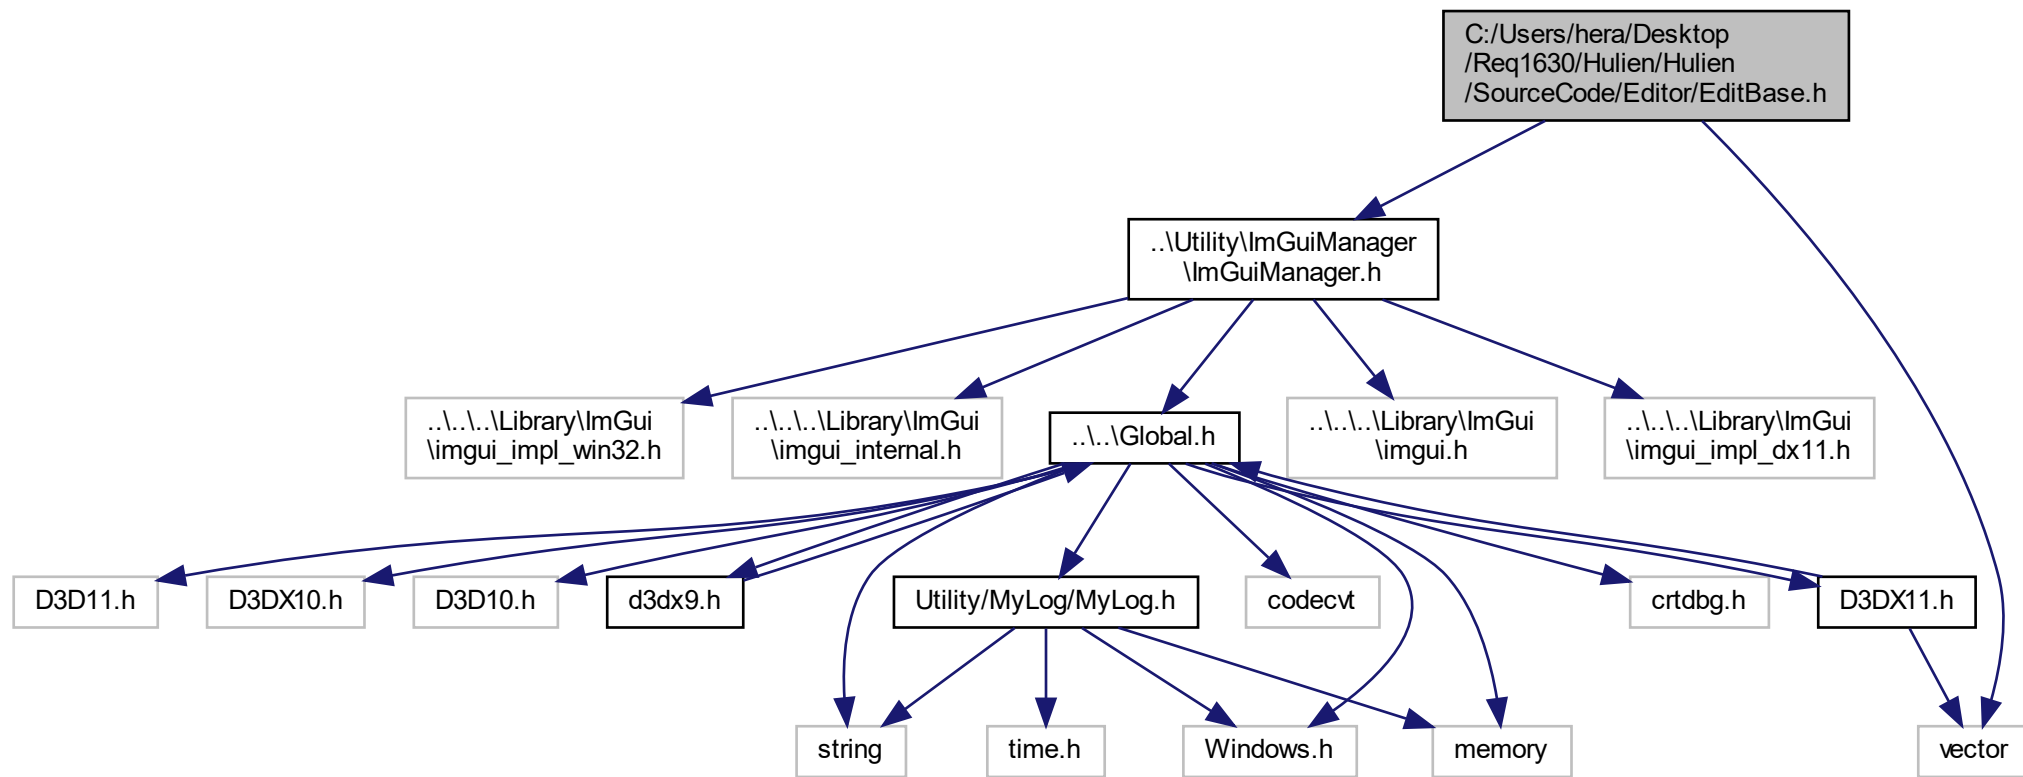 C:/Users/hera/Desktop
/Req1630/Hulien/Hulien
/SourceCode/Editor/EditBase.h
..\Utility\ImGuiManager
\ImGuiManager.h
..\..\..\Library\ImGui
\imgui_impl_win32.h
..\..\..\Library\ImGui
\imgui_internal.h
..\..\Global.h
..\..\..\Library\ImGui
\imgui.h
..\..\..\Library\ImGui
\imgui_impl_dx11.h
D3D11.h
D3DX10.h
D3D10.h
d3dx9.h
Utility/MyLog/MyLog.h
codecvt
crtdbg.h
D3DX11.h
string
time.h
Windows.h
memory
vector